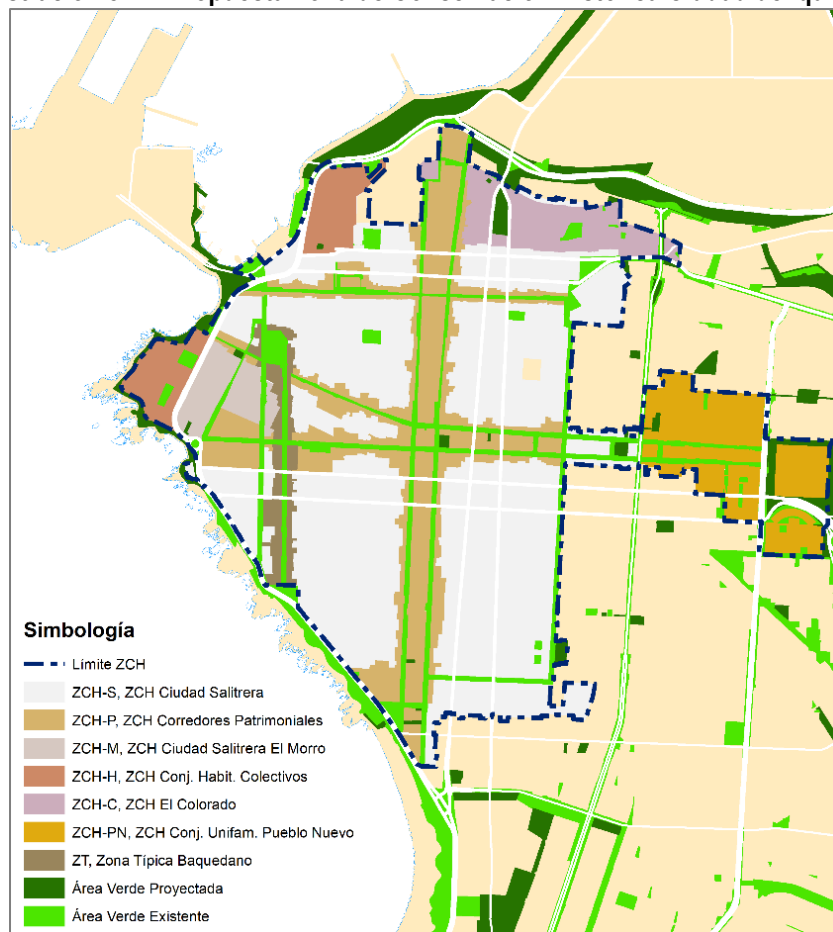 Simbología
Límite ZCH
ZCH-S, ZCH Ciudad Salitrera
ZCH-P, ZCH Corredores Patrimoniales
ZCH-M, ZCH Ciudad Salitrera El Morro
ZCH-H, ZCH Conj. Habit. Colectivos
ZCH-C, ZCH El Colorado
ZCH-PN, ZCH Conj. Unifam. Pueblo Nuevo
ZT, Zona Típica Baquedano
Área Verde Proyectada
Área Verde Existente